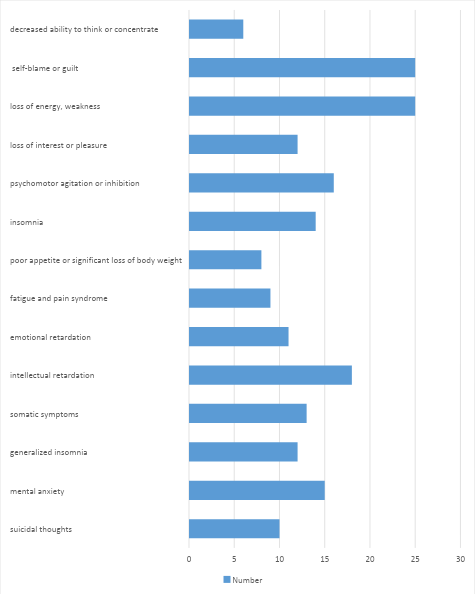 decreased ability to think or concentrate
self-blame or guilt
loss of energy, weakness
loss of interest or pleasure
psychomotor agitation or inhibition
insomnia
poor appetite or significant loss of body weight
fatigue and pain syndrome
emotional retardation
intellectual retardation
somatic symptoms
generalized insomnia
mental anxiety
suicidal thoughts
0 5 10 15 20 25 30
Number